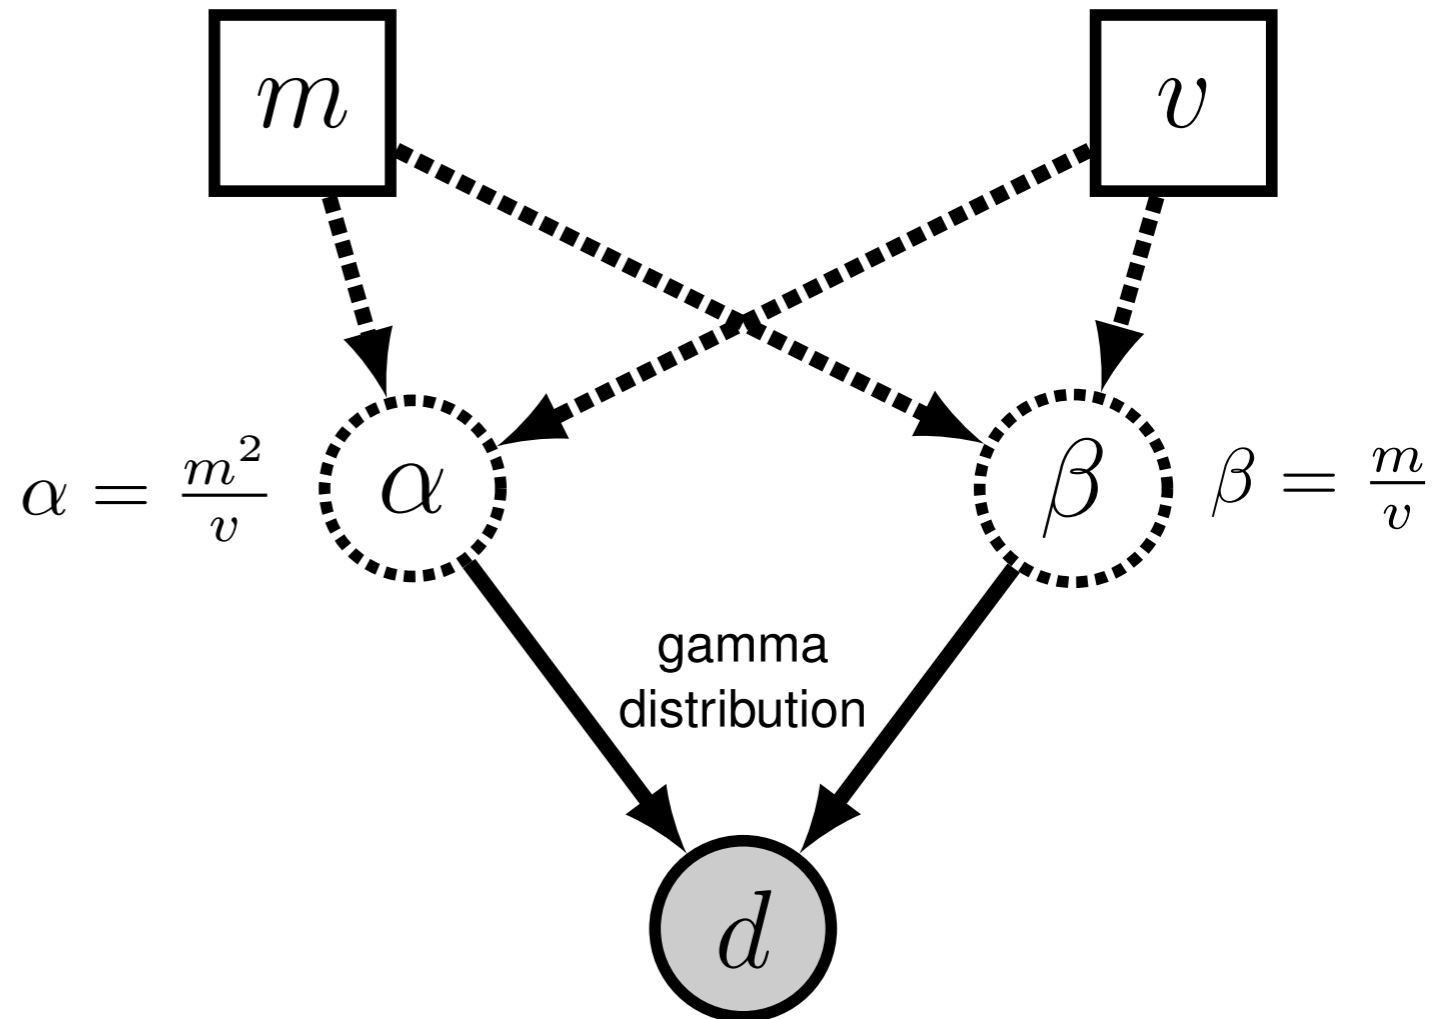 m
v
α = m²/v
α
β
β = m/v
gamma
distribution
d